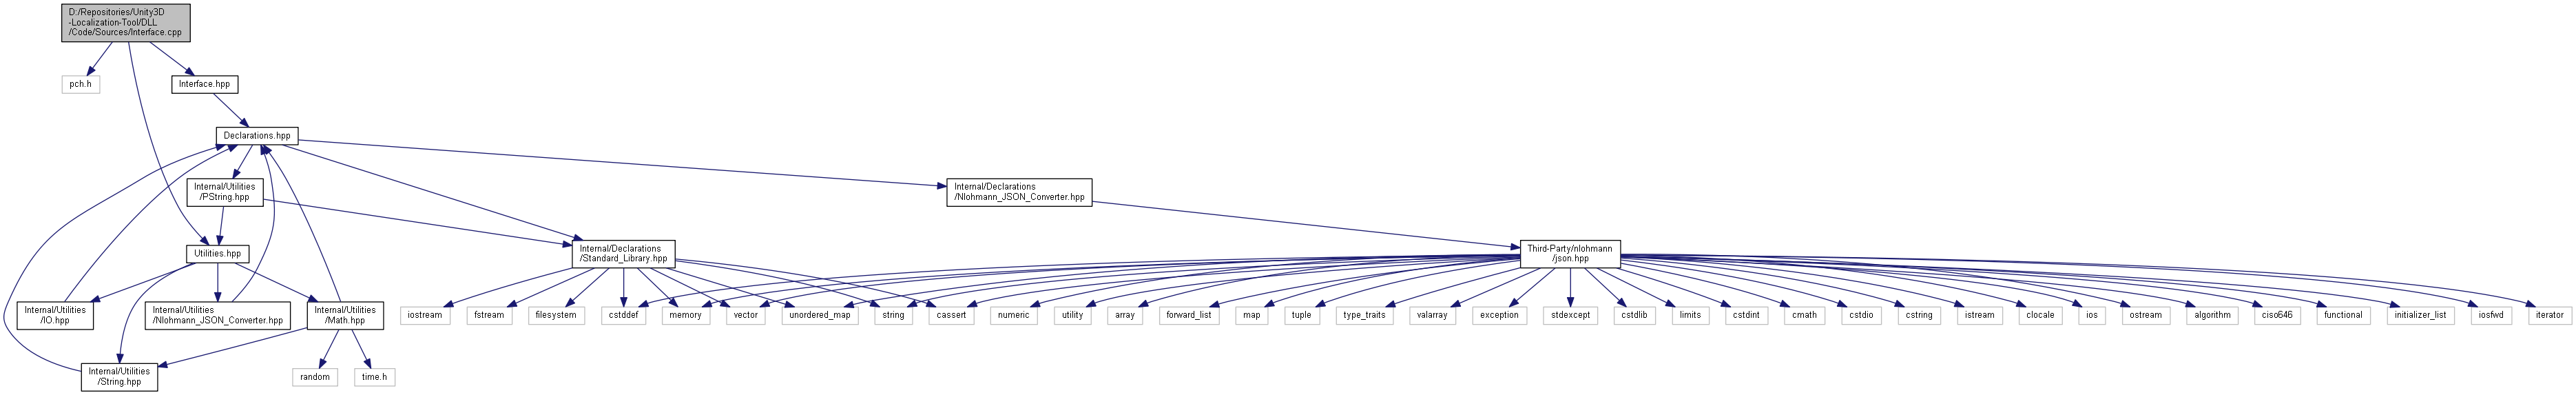 D:/Repositories/Unity3D
-Localization-Tool/DLL
/Code/Sources/Interface.cpp
pch.h
Interface.hpp
Declarations.hpp
Internal/Utilities
/PString.hpp
Internal/Declarations
/Nlohmann_JSON_Converter.hpp
Utilities.hpp
Internal/Declarations
/Standard_Library.hpp
Third-Party/nlohmann
/json.hpp
Internal/Utilities
/IO.hpp
Internal/Utilities
/Nlohmann_JSON_Converter.hpp
Internal/Utilities
/Math.hpp
iostream
fstream
filesystem
cstddef
memory
vector
unordered_map
string
cassert
numeric
utility
array
forward_list
map
tuple
type_traits
valarray
exception
stdexcept
cstdlib
limits
cstdint
cmath
cstdio
cstring
istream
clocale
ios
ostream
algorithm
ciso646
functional
initializer_list
iosfwd
iterator
Internal/Utilities
/String.hpp
random
time.h